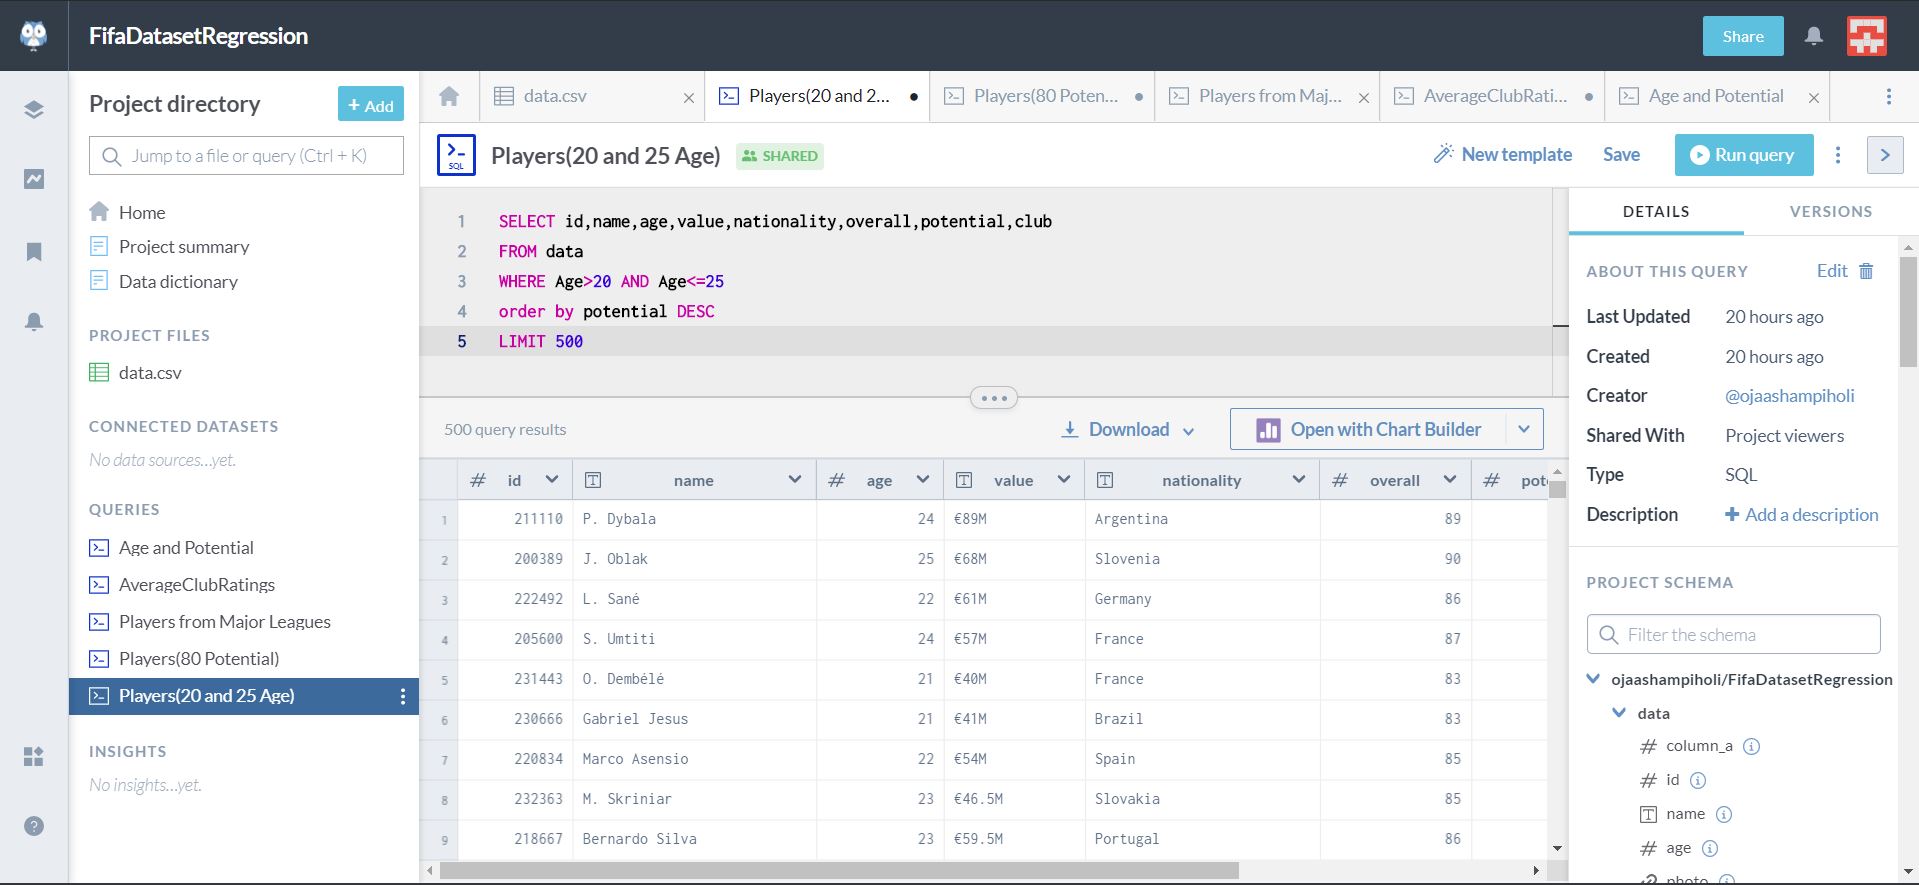 FifaDatasetRegression
Share
Project directory
+ Add
Jump to a file or query (Ctrl + K)
Home
Project summary
Data dictionary
PROJECT FILES
data.csv
CONNECTED DATASETS
No data sources...yet.
QUERIES
Age and Potential
AverageClubRatings
Players from Major Leagues
Players(80 Potential)
Players(20 and 25 Age)
INSIGHTS
No insights...yet.
data.csv
Players(20 and 2...
Players(80 Poten...
Players from Maj...
AverageClubRati...
Age and Potential
SQL
Players(20 and 25 Age)
SHARED
New template
Save
Run query
1 SELECT id,name,age,value,nationality,overall,potential,club
2 FROM data
3 WHERE Age>20 AND Age<=25
4 order by potential DESC
5 LIMIT 500
500 query results
Download
Open with Chart Builder
# id T name # age T value T nationality # overall # pot
1 211110 P. Dybala 24 €89M Argentina 89
2 200389 J. Oblak 25 €68M Slovenia 90
3 222492 L. Sané 22 €61M Germany 86
4 205600 S. Umtiti 24 €57M France 87
5 231443 O. Dembélé 21 €40M France 83
6 230666 Gabriel Jesus 21 €41M Brazil 83
7 220834 Marco Asensio 22 €54M Spain 85
8 232363 M. Skriniar 23 €46.5M Slovakia 85
9 218667 Bernardo Silva 23 €59.5M Portugal 86
DETAILS
VERSIONS
ABOUT THIS QUERY
Edit
Last Updated 20 hours ago
Created 20 hours ago
Creator @ojaashampiholi
Shared With Project viewers
Type SQL
Description + Add a description
PROJECT SCHEMA
Filter the schema
ojaashampiholi/FifaDatasetRegression
data
# column_a
# id
T name
# age
photo